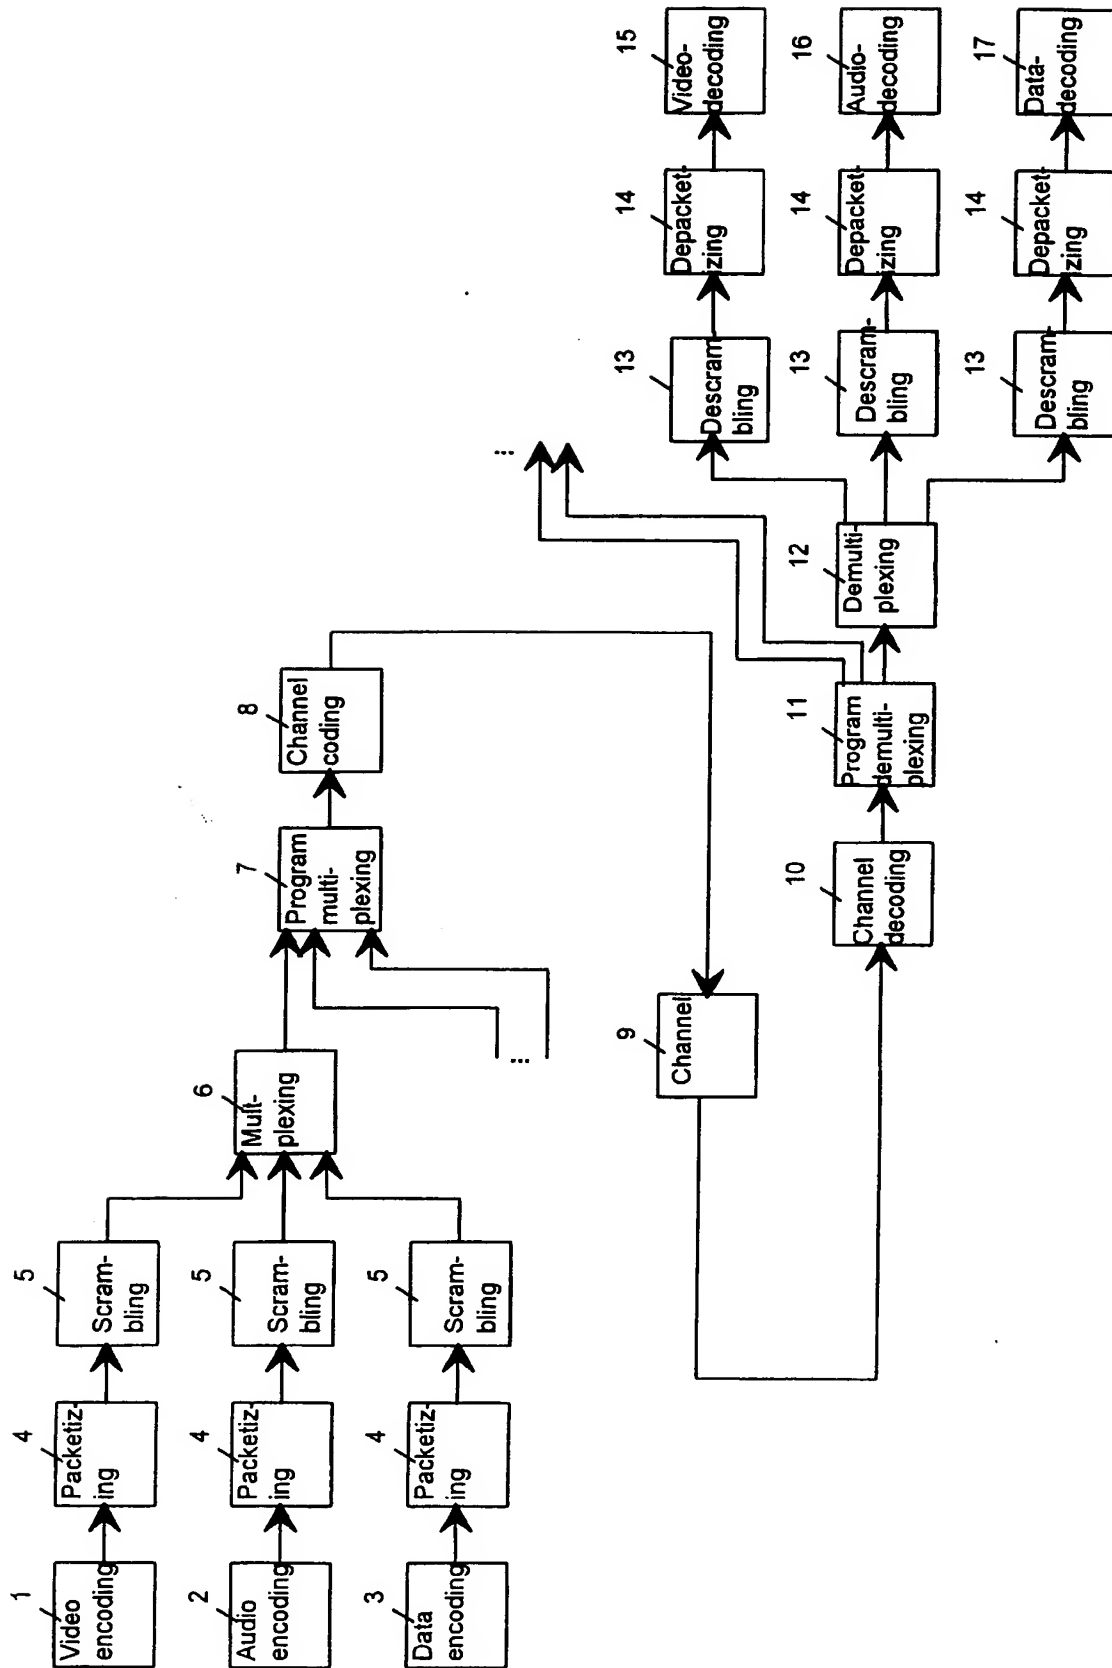 1
Video
encoding
4
Packetiz-
ing
5
Scram-
bling
2
Audio
encoding
4
Packetiz-
ing
5
Scram-
bling
3
Data
encoding
4
Packetiz-
ing
5
Scram-
bling
6
Mult-
plexing
...
7
Program
multi-
plexing
8
Channel
coding
9
Channel
10
Channel
decoding
11
Program
demulti-
plexing
...
12
Demulti-
plexing
13
Descram-
bling
14
Depacket-
izing
15
Video-
decoding
13
Descram-
bling
14
Depacket-
izing
16
Audio-
decoding
13
Descram-
bling
14
Depacket-
izing
17
Data-
decoding